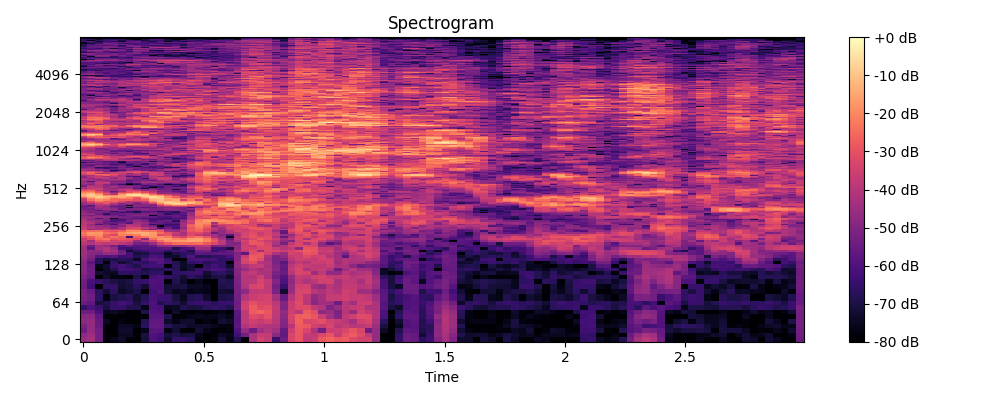 Spectrogram
+0 dB
4096
-10 dB
2048
-20 dB
1024
-30 dB
Hz
512
-40 dB
256
-50 dB
128
-60 dB
64
-70 dB
0
-80 dB
0 0.5 1 1.5 2 2.5
Time